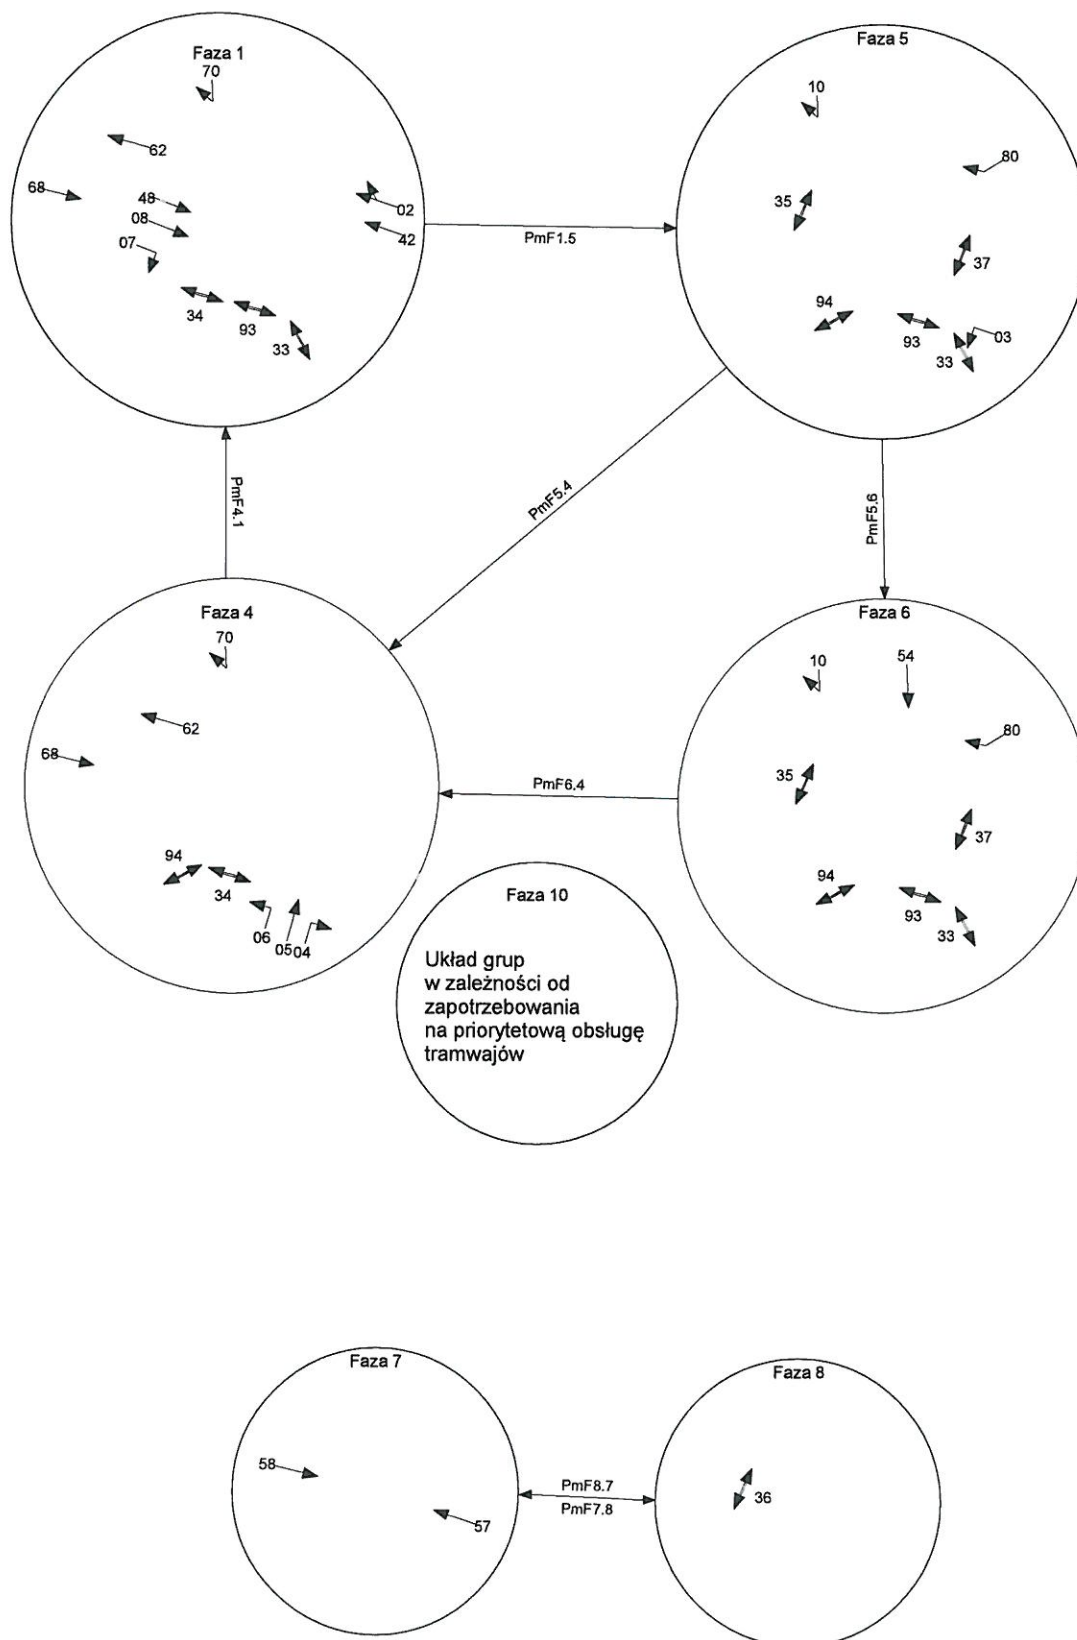 Faza 1
70
62
68
48
08
07
02
42
34
93
33
PmF1.5
Faza 5
10
80
35
37
94
93
33
03
PmF4.1
PmF5.4
PmF5.6
Faza 4
70
62
68
94
34
06
05
04
PmF6.4
Faza 6
10
54
80
35
37
94
93
33
Faza 10
Układ grup
w zależności od
zapotrzebowania
na priorytetową obsługę
tramwajów
Faza 7
58
57
PmF8.7
PmF7.8
Faza 8
36